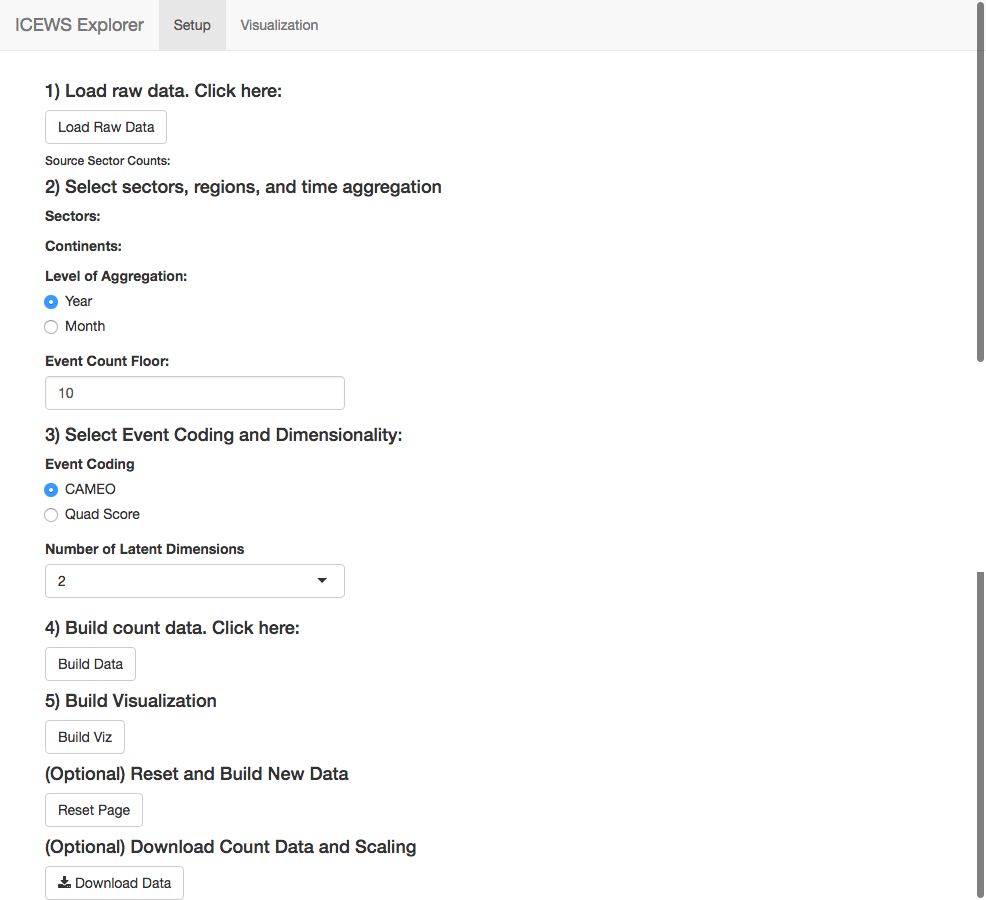 ICEWS Explorer Setup Visualization
1) Load raw data. Click here:
Load Raw Data
Source Sector Counts:
2) Select sectors, regions, and time aggregation
Sectors:
Continents:
Level of Aggregation:
Year
Month
Event Count Floor:
10
3) Select Event Coding and Dimensionality:
Event Coding
CAMEO
Quad Score
Number of Latent Dimensions
2
4) Build count data. Click here:
Build Data
5) Build Visualization
Build Viz
(Optional) Reset and Build New Data
Reset Page
(Optional) Download Count Data and Scaling
Download Data